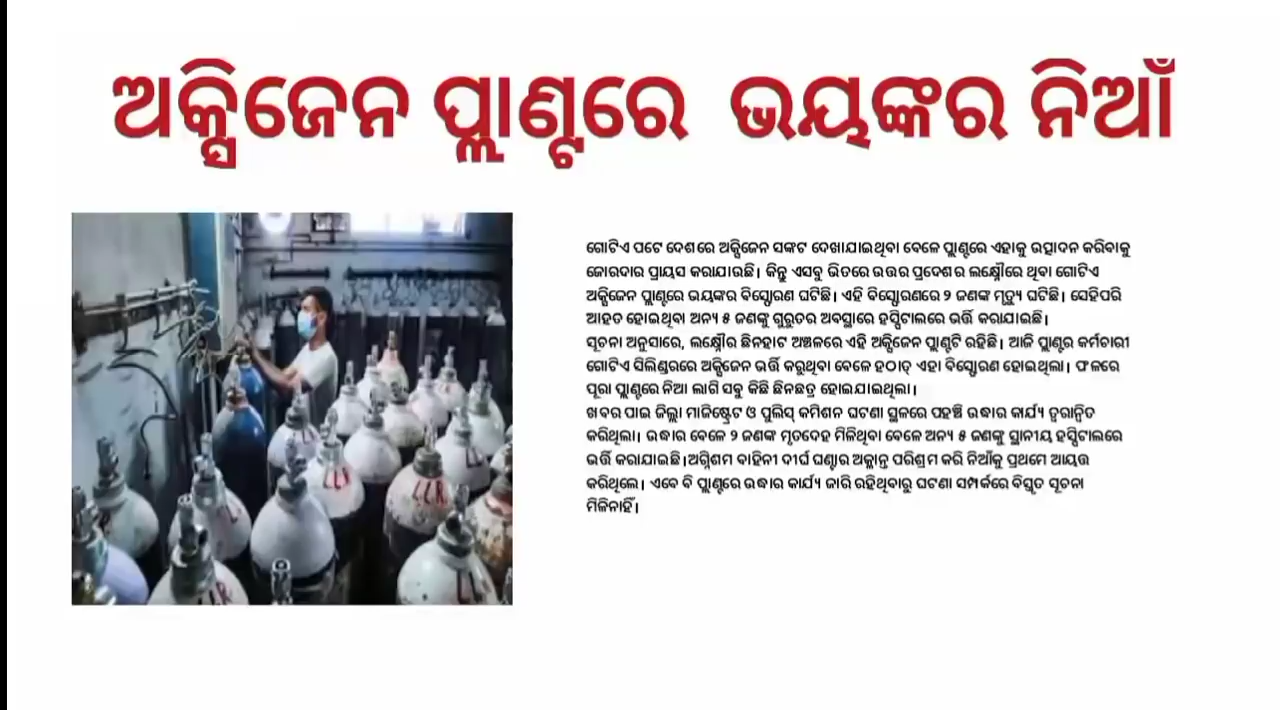 ଅକ୍ସିଜେନ ପ୍ଲାଣ୍ଟରେ ଭୟଙ୍କର ନିଆଁ
ଗୋଟିଏ ପଟେ ଦେଶରେ ଅକ୍ସିଜେନ ସଙ୍କଟ ଦେଖାଯାଇଥିବା ବେଳେ ପ୍ଲାଣ୍ଟରେ ଏହାକୁ ଉତ୍ପାଦନ କରିବାକୁ
ଜୋରଦାର ପ୍ରାୟସ କରାଯାଉଛି। କିନ୍ତୁ ଏସବୁ ଭିତରେ ଉତ୍ତର ପ୍ରଦେଶର ଲକ୍ଷ୍ନୌରେ ଥିବା ଗୋଟିଏ
ଅକ୍ସିଜେନ ପ୍ଲାଣ୍ଟରେ ଭୟଙ୍କର ବିସ୍ଫୋରଣ ଘଟିଛି। ଏହି ବିସ୍ଫୋରଣରେ ୨ ଜଣଙ୍କ ମୃତ୍ୟୁ ଘଟିଛି। ସେହିପରି
ଆହତ ହୋଇଥିବା ଅନ୍ୟ ୫ ଜଣଙ୍କୁ ଗୁରୁତର ଅବସ୍ଥାରେ ହସ୍ପିଟାଲରେ ଭର୍ତ୍ତି କରାଯାଇଛି।
ସୂଚନା ଅନୁସାରେ, ଲକ୍ଷ୍ନୌର ଛିନହାଟ ଅଞ୍ଚଳରେ ଏହି ଅକ୍ସିଜେନ ପ୍ଲାଣ୍ଟଟି ରହିଛି। ଆଜି ପ୍ଲାଣ୍ଟର କର୍ମଚାରୀ
ଗୋଟିଏ ସିଲିଣ୍ଡରରେ ଅକ୍ସିଜେନ ଭର୍ତ୍ତି କରୁଥିବା ବେଳେ ହଠାତ୍ ଏହା ବିସ୍ଫୋରଣ ହୋଇଥିଲା। ଫଳରେ
ପୂରା ପ୍ଲାଣ୍ଟରେ ନିଆ ଲାଗି ସବୁ କିଛି ଛିନଛତ୍ର ହୋଇଯାଇଥିଲା।
ଖବର ପାଇ ଜିଲ୍ଲା ମାଜିଷ୍ଟ୍ରେଟ ଓ ପୁଲିସ୍ କମିଶନ ଘଟଣା ସ୍ଥଳରେ ପହଞ୍ଚି ଉଦ୍ଧାର କାର୍ଯ୍ୟ ତ୍ୱରାନ୍ୱିତ
କରିଥିଲା। ଉଦ୍ଧାର ବେଳେ ୨ ଜଣଙ୍କ ମୃତଦେହ ମିଳିଥିବା ବେଳେ ଅନ୍ୟ ୫ ଜଣଙ୍କୁ ସ୍ଥାନୀୟ ହସ୍ପିଟାଲରେ
ଭର୍ତ୍ତି କରାଯାଇଛି।ଅଗ୍ନିଶମ ବାହିନୀ ଦୀର୍ଘ ଘଣ୍ଟାର ଅକ୍ଳାନ୍ତ ପରିଶ୍ରମ କରି ନିଆଁକୁ ପ୍ରଥମେ ଆୟତ୍ତ
କରିଥିଲେ। ଏବେ ବି ପ୍ଲାଣ୍ଟରେ ଉଦ୍ଧାର କାର୍ଯ୍ୟ ଜାରି ରହିଥିବାରୁ ଘଟଣା ସମ୍ପର୍କରେ ବିସ୍ତୃତ ସୂଚନା
ମିଳିନାହିଁ।
LLR
LLR
LLR